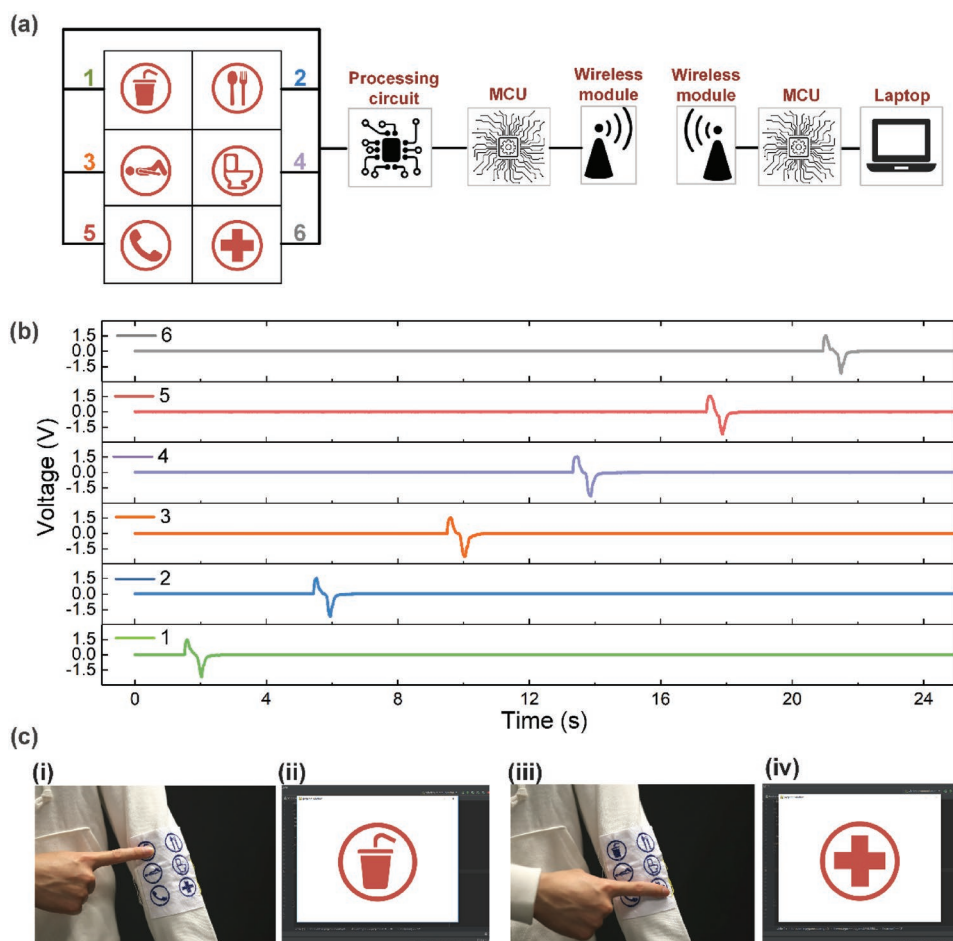 (a)
1
2
3
4
5
6
Processing circuit
MCU
Wireless module
Wireless module
MCU
Laptop
(b)
Voltage (V)
1.5
0.0
-1.5
6
1.5
0.0
-1.5
5
1.5
0.0
-1.5
4
1.5
0.0
-1.5
3
1.5
0.0
-1.5
2
1.5
0.0
-1.5
1
0 4 8 12 16 20 24
Time (s)
(c)
(i)
(ii)
(iii)
(iv)